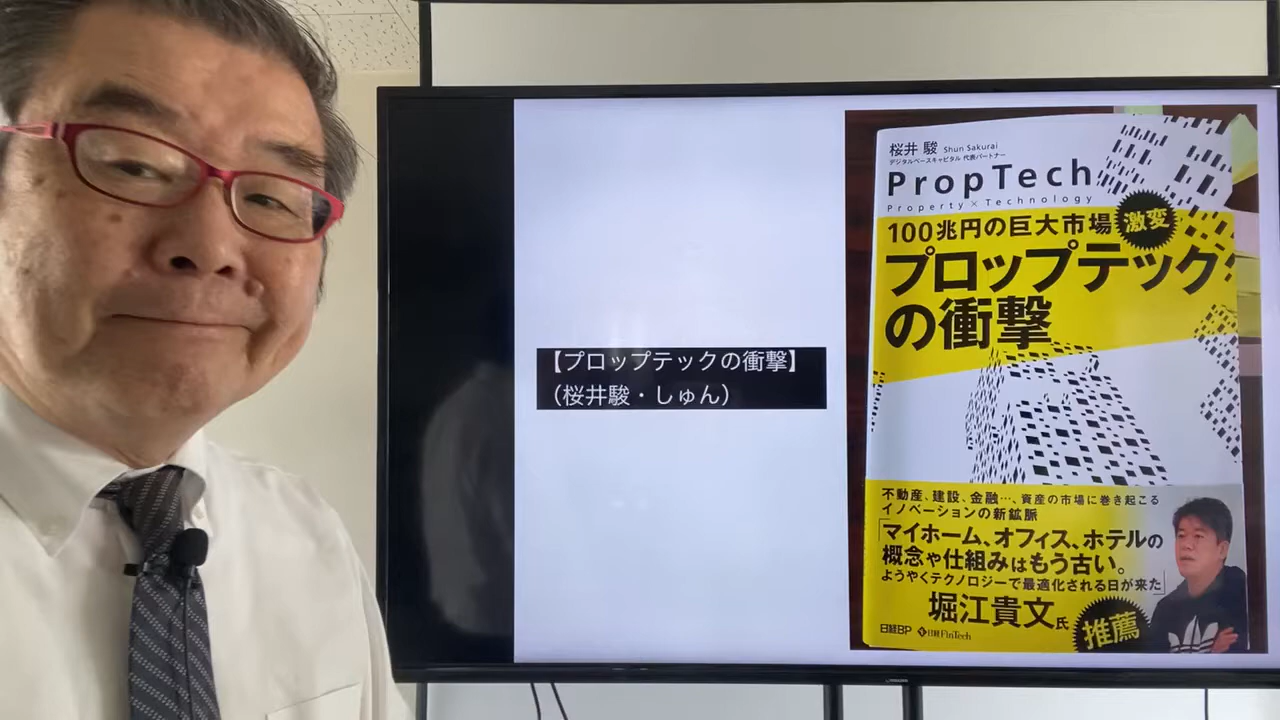 【プロップテックの衝撃】
（桜井駿・しゅん）
桜井 駿 Shun Sakurai
デジタルベースキャピタル 代表パートナー
PropTech
Property×Technology
100兆円の巨大市場 激変
プロップテック
の衝撃
不動産、建設、金融…、資産の市場に巻き起こる
イノベーションの新鉱脈
「マイホーム、オフィス、ホテルの
概念や仕組みはもう古い。
ようやくテクノロジーで最適化される日が来た」
堀江貴文氏
推薦
日経BP 日経FinTech